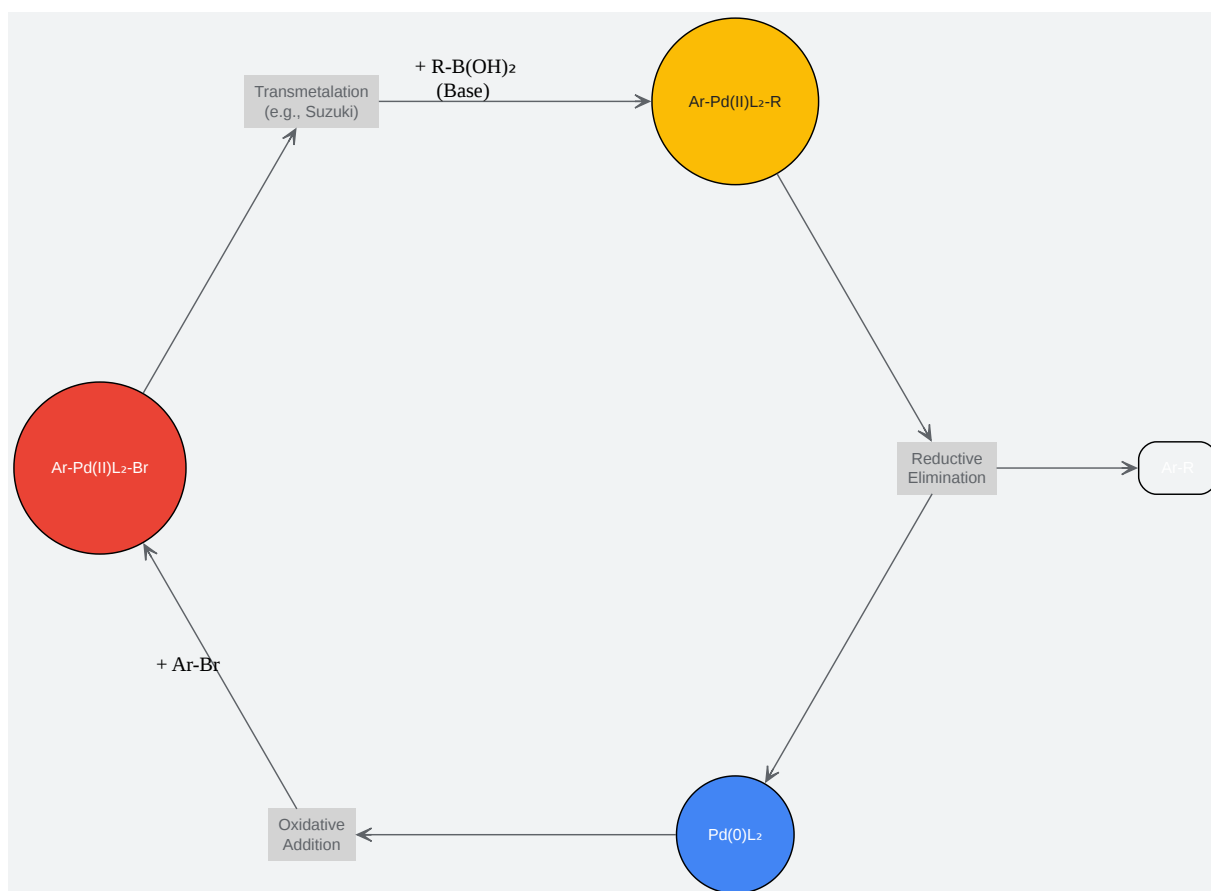 + R-B(OH)₂
(Base)
Transmetalation
(e.g., Suzuki)
Ar-Pd(II)L₂-R
Ar-Pd(II)L₂-Br
Reductive
Elimination
Ar-R
+ Ar-Br
Oxidative
Addition
Pd(0)L₂